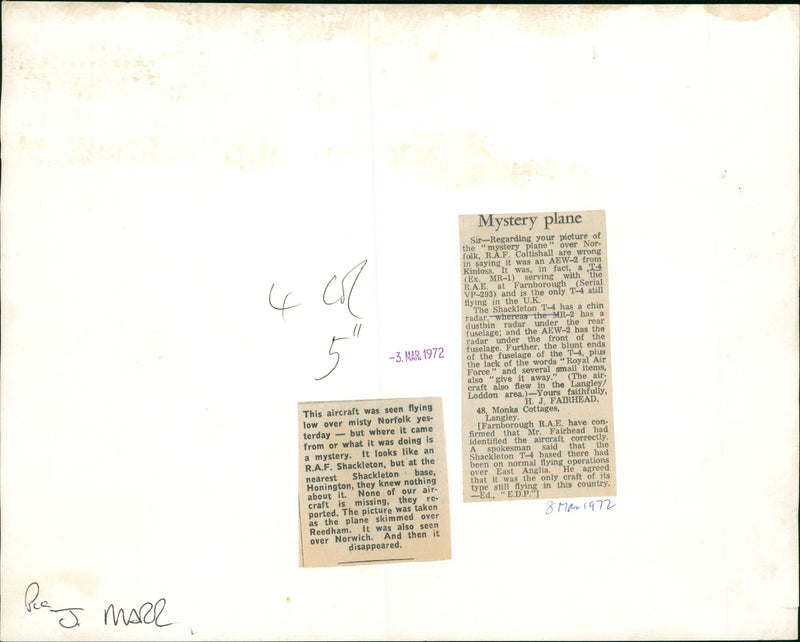 4 Col
5"
-3. MAR. 1972
This aircraft was seen flying
low over misty Norfolk yes-
terday — but where it came
from or what it was doing is
a mystery. It looks like an
R.A.F. Shackleton, but at the
nearest Shackleton base,
Honington, they knew nothing
about it. None of our air-
craft is missing, they re-
ported. The picture was taken
as the plane skimmed over
Reedham. It was also seen
over Norwich. And then it
disappeared.
Mystery plane
Sir—Regarding your picture of
the "mystery plane" over Nor-
folk, R.A.F. Coltishall are wrong
in saying it was an AEW-2 from
Kinloss. It was, in fact, a T-4
(Ex. MR-1) serving with the
R.A.E. at Farnborough (Serial
VP-293) and is the only T-4 still
flying in the U.K.
The Shackleton T-4 has a chin
radar, whereas the MR-2 has a
dustbin radar under the rear
fuselage; and the AEW-2 has the
radar under the front of the
fuselage. Further, the blunt ends
of the fuselage of the T-4, plus
the lack of the words "Royal Air
Force" and several small items,
also "give it away." (The air-
craft also flew in the Langley/
Loddon area.)—Yours faithfully,
H. J. FAIRHEAD.
48, Monks Cottages,
Langley.
[Farnborough R.A.E. have con-
firmed that Mr. Fairhead had
identified the aircraft correctly.
A spokesman said that the
Shackleton T-4 based there had
been on normal flying operations
over East Anglia. He agreed
that it was the only craft of its
type still flying in this country.
—Ed., "E.D.P."]
8 Mar 1972
J. MARR